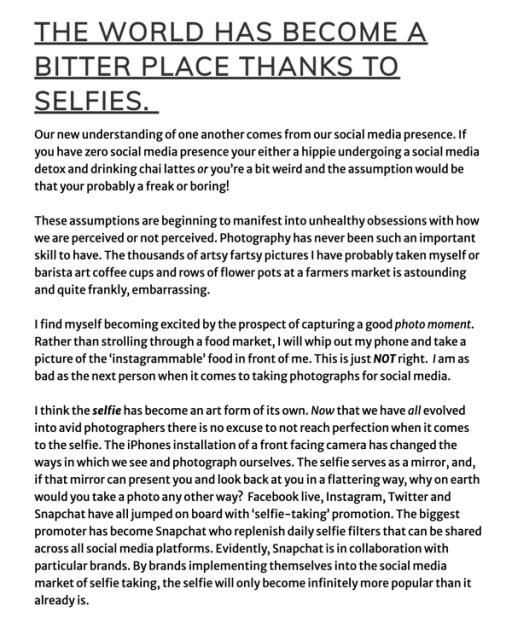 THE WORLD HAS BECOME A
BITTER PLACE THANKS TO
SELFIES.
Our new understanding of one another comes from our social media presence. If
you have zero social media presence your either a hippie undergoing a social media
detox and drinking chai lattes or you're a bit weird and the assumption would be
that your probably a freak or boring!
These assumptions are beginning to manifest into unhealthy obsessions with how
we are perceived or not perceived. Photography has never been such an important
skill to have. The thousands of artsy fartsy pictures I have probably taken myself or
barista art coffee cups and rows of flower pots at a farmers market is astounding
and quite frankly, embarrassing.
I find myself becoming excited by the prospect of capturing a good photo moment.
Rather than strolling through a food market, I will whip out my phone and take a
picture of the 'instagrammable' food in front of me. This is just NOT right. I am as
bad as the next person when it comes to taking photographs for social media.
I think the selfie has become an art form of its own. Now that we have all evolved
into avid photographers there is no excuse to not reach perfection when it comes
to the selfie. The iPhones installation of a front facing camera has changed the
ways in which we see and photograph ourselves. The selfie serves as a mirror, and,
if that mirror can present you and look back at you in a flattering way, why on earth
would you take a photo any other way? Facebook live, Instagram, Twitter and
Snapchat have all jumped on board with 'selfie-taking' promotion. The biggest
promoter has become Snapchat who replenish daily selfie filters that can be shared
across all social media platforms. Evidently, Snapchat is in collaboration with
particular brands. By brands implementing themselves into the social media
market of selfie taking, the selfie will only become infinitely more popular than it
already is.